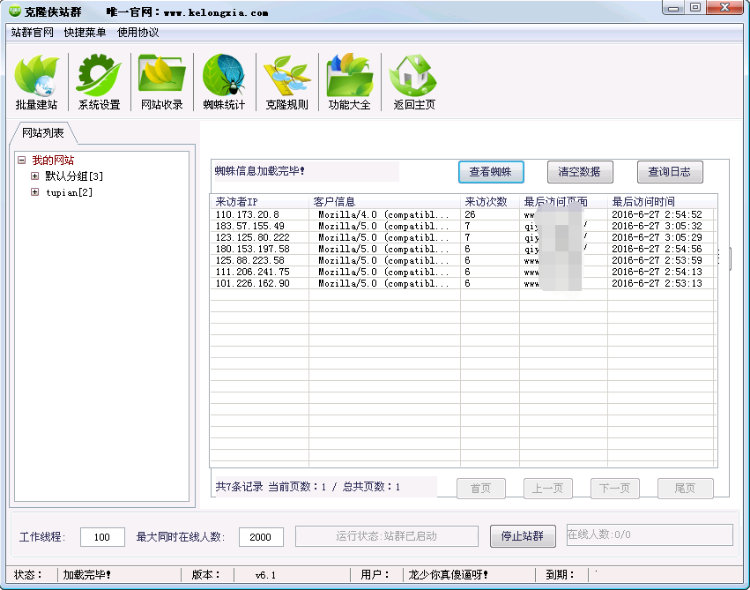 克隆侠站群 唯一官网：www.kelongxia.com
站群官网 快捷菜单 使用协议
批量建站 系统设置 网站收录 蜘蛛统计 克隆规则 功能大全 返回主页
网站列表
我的网站
默认分组[3]
tupian[2]
蜘蛛信息加载完毕! 查看蜘蛛 清空数据 查询日志
来访者IP 客户信息 来访次数 最后访问页面 最后访问时间
110.173.20.8 Mozilla/4.0 (compatibl... 26 ww 2016-6-27 2:54:52
183.57.155.49 Mozilla/5.0 (compatibl... 7 qiy / 2016-6-27 3:05:32
123.125.80.222 Mozilla/5.0 (compatibl... 7 qiy / 2016-6-27 3:05:29
180.153.197.58 Mozilla/5.0 (compatibl... 6 qiy / 2016-6-27 2:54:56
125.88.223.58 Mozilla/5.0 (compatibl... 6 www 2016-6-27 2:53:59
111.206.241.75 Mozilla/5.0 (compatibl... 6 www 2016-6-27 2:54:13
101.226.162.90 Mozilla/5.0 (compatibl... 6 www 2016-6-27 2:53:13
共7条记录 当前页数：1 / 总共页数：1 首页 上一页 下一页 尾页
工作线程: 100 最大同时在线人数: 2000 运行状态:站群已启动 停止站群 在线人数:0/0
状态： 加载完毕! 版本： v6.1 用户： 龙少你真傻逼呀! 到期：